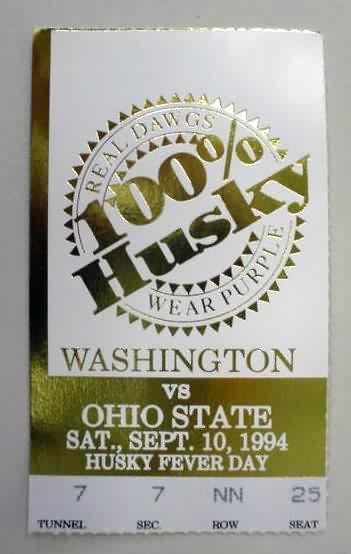 REAL DAWGS
100%
Husky
WEAR PURPLE
WASHINGTON
VS
OHIO STATE
SAT., SEPT. 10, 1994
HUSKY FEVER DAY
7 7 NN 25
TUNNEL SEC. ROW SEAT